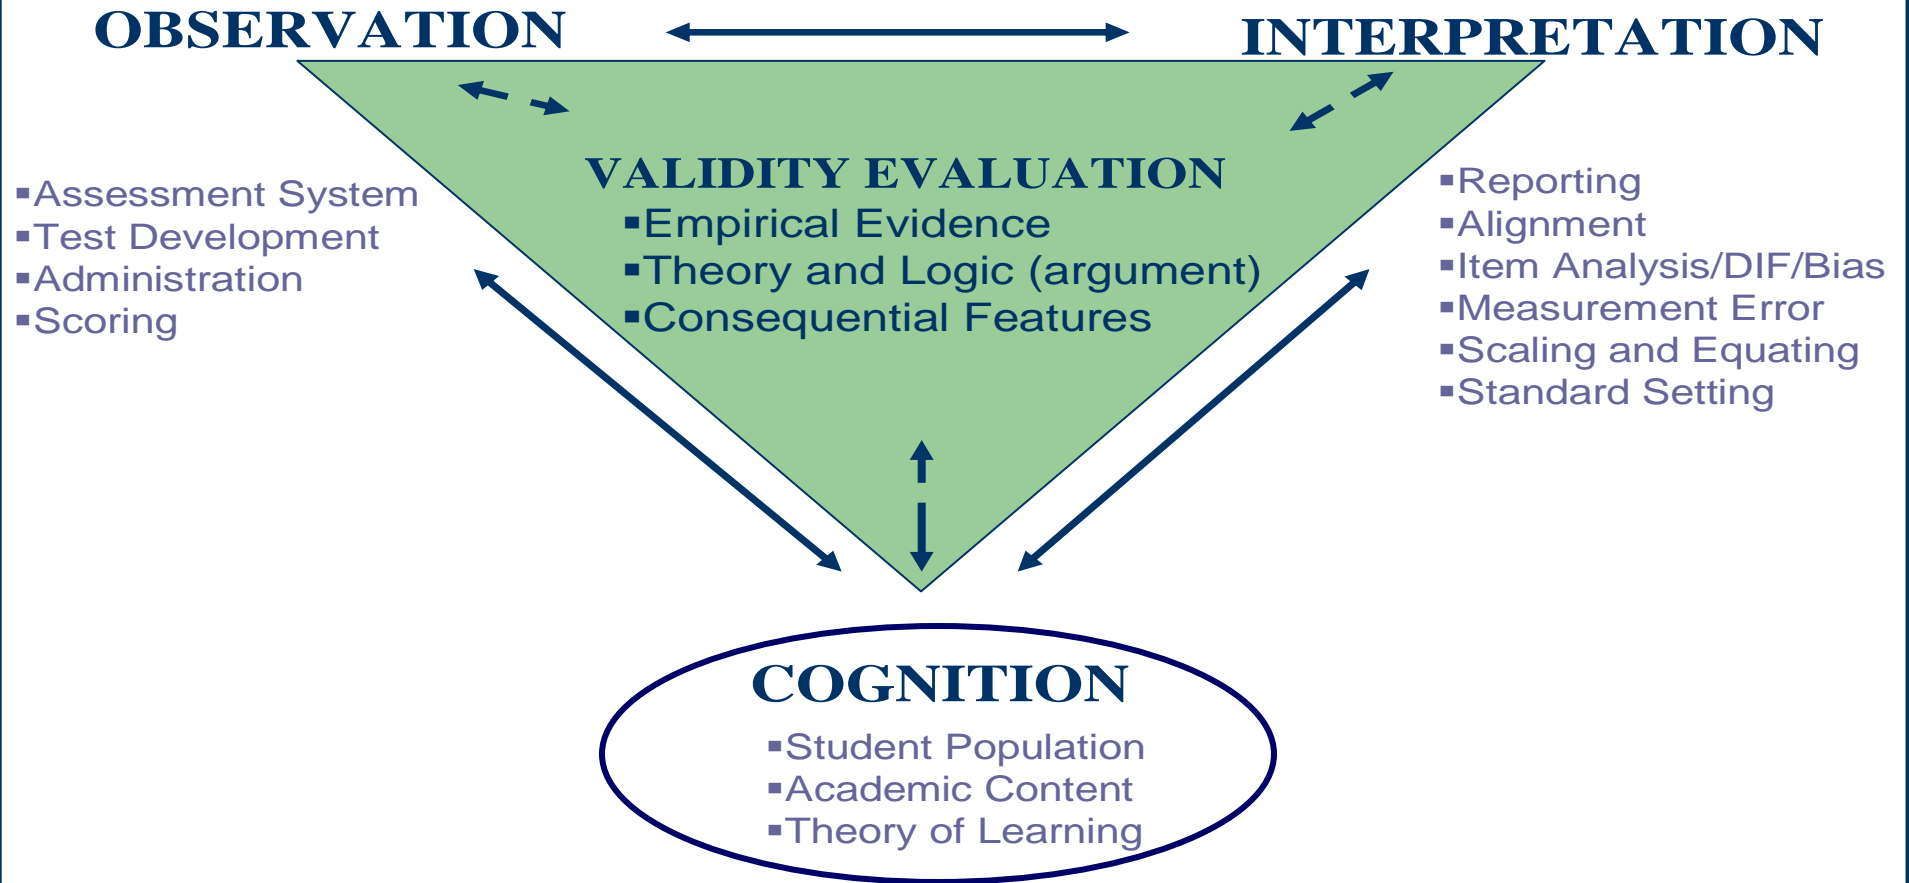 OBSERVATION
INTERPRETATION
VALIDITY EVALUATION
▪Empirical Evidence
▪Theory and Logic (argument)
▪Consequential Features
▪Assessment System
▪Test Development
▪Administration
▪Scoring
▪Reporting
▪Alignment
▪Item Analysis/DIF/Bias
▪Measurement Error
▪Scaling and Equating
▪Standard Setting
COGNITION
▪Student Population
▪Academic Content
▪Theory of Learning